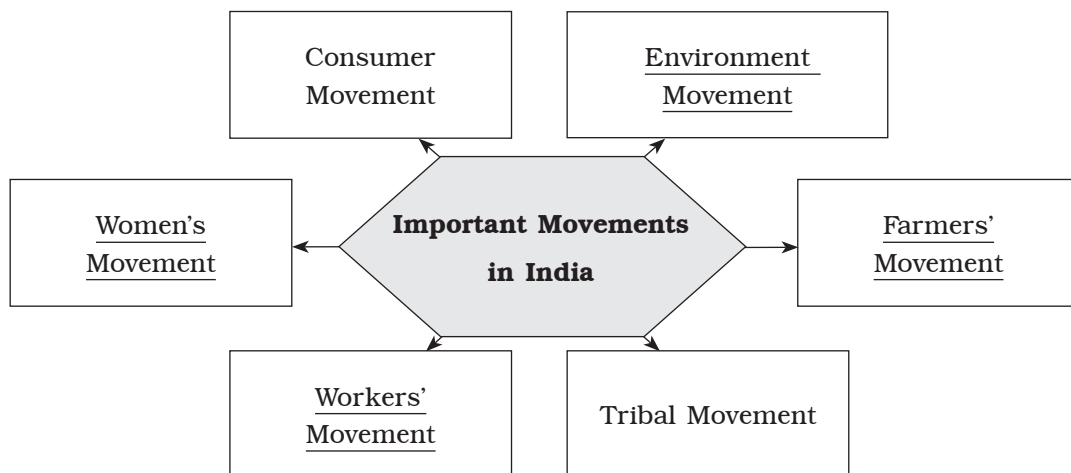 Consumer
Movement
Environment
Movement
Women's
Movement
Important Movements
in India
Farmers'
Movement
Workers'
Movement
Tribal Movement